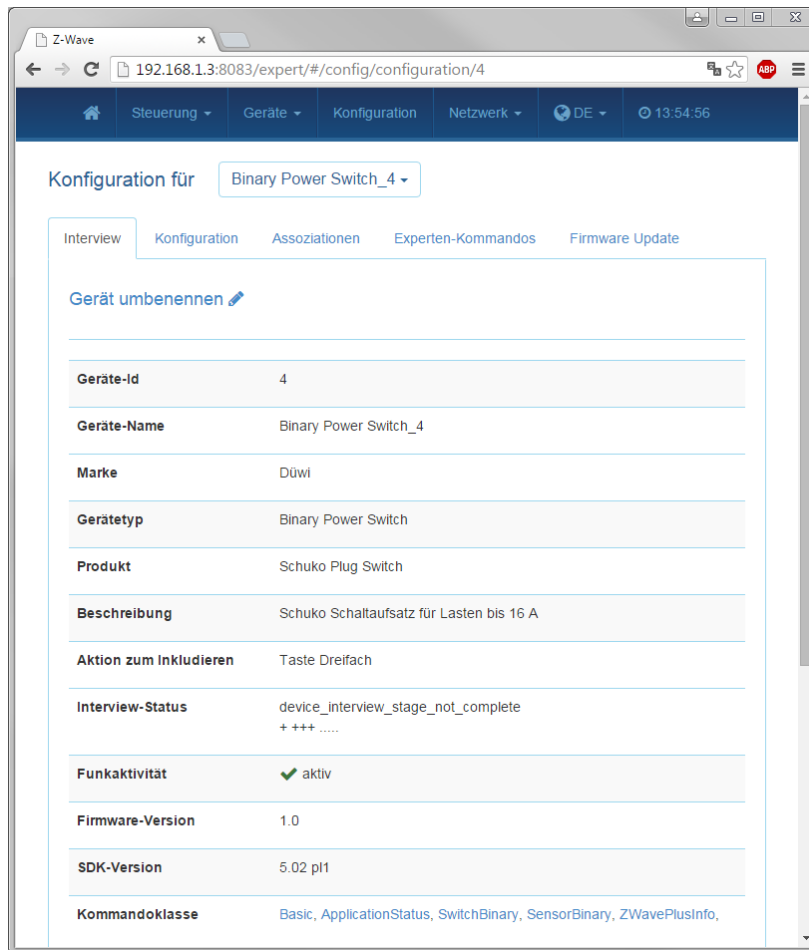 Z-Wave
192.168.1.3:8083/expert/#/config/configuration/4
ABP
Steuerung Geräte Konfiguration Netzwerk DE 13:54:56
Konfiguration für Binary Power Switch_4
Interview Konfiguration Assoziationen Experten-Kommandos Firmware Update
Gerät umbenennen
Geräte-Id 4
Geräte-Name Binary Power Switch_4
Marke Düwi
Gerätetyp Binary Power Switch
Produkt Schuko Plug Switch
Beschreibung Schuko Schaltaufsatz für Lasten bis 16 A
Aktion zum Inkludieren Taste Dreifach
Interview-Status device_interview_stage_not_complete
+ +++ .....
Funkaktivität aktiv
Firmware-Version 1.0
SDK-Version 5.02 pl1
Kommandoklasse Basic, ApplicationStatus, SwitchBinary, SensorBinary, ZWavePlusInfo,